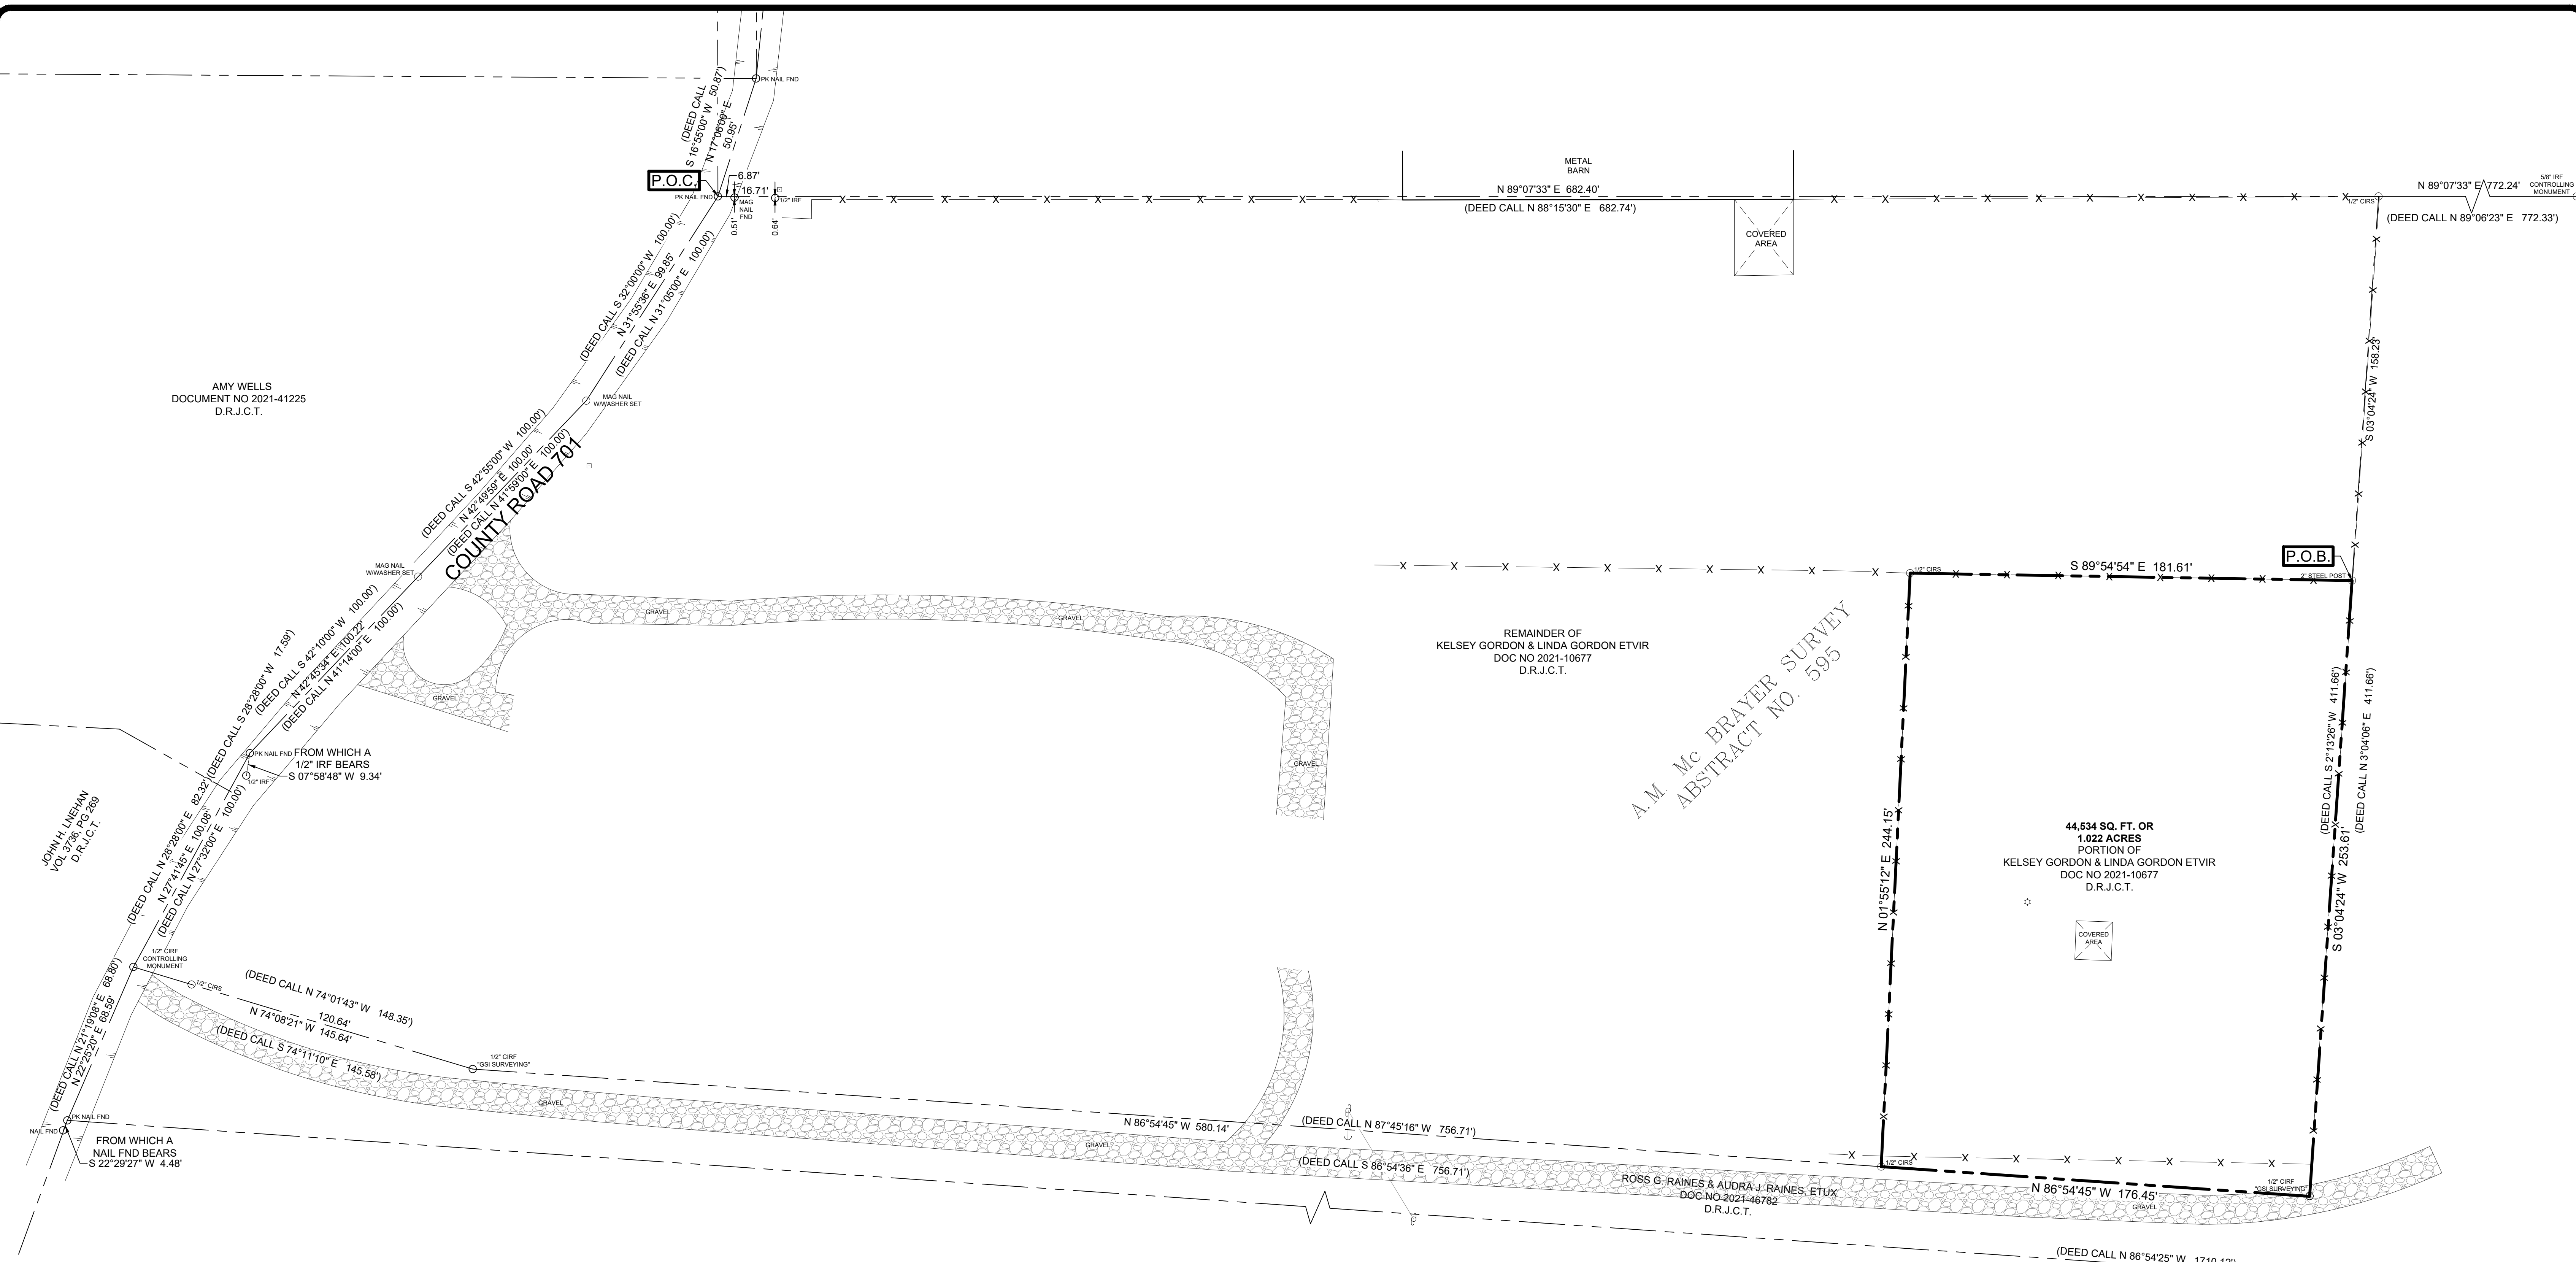 PK NAIL FND
(DEED CALL
S 16°55'00" W 50.87')
N 17°06'00" E
50.95'
P.O.C.
PK NAIL FND
6.87'
16.71'
MAG
NAIL
FND
1/2" IRF
0.51'
0.64'
METAL
BARN
N 89°07'33" E 682.40'
(DEED CALL N 88°15'30" E 682.74')
COVERED
AREA
1/2" CIRS
N 89°07'33" E 772.24'
(DEED CALL N 89°06'23" E 772.33')
5/8" IRF
CONTROLLING
MONUMENT
(DEED CALL S 32°00'00" W 100.00')
N 31°55'36" E 99.85'
(DEED CALL N 31°05'00" E 100.00')
S 03°04'24" W 158.23'
AMY WELLS
DOCUMENT NO 2021-41225
D.R.J.C.T.
MAG NAIL
W/WASHER SET
(DEED CALL S 42°55'00" W 100.00')
N 42°49'59" E 100.00'
(DEED CALL N 41°59'00" E 100.00')
COUNTY ROAD 701
MAG NAIL
W/WASHER SET
P.O.B.
2" STEEL POST
S 89°54'54" E 181.61'
1/2" CIRS
GRAVEL
GRAVEL
GRAVEL
GRAVEL
(DEED CALL S 28°28'00" W 17.59')
(DEED CALL S 42°10'00" W 100.00')
N 42°45'34" E 100.22'
(DEED CALL N 41°14'00" E 100.00')
REMAINDER OF
KELSEY GORDON & LINDA GORDON ETVIR
DOC NO 2021-10677
D.R.J.C.T.
A.M. Mc BRAYER SURVEY
ABSTRACT NO. 595
PK NAIL FND
FROM WHICH A
1/2" IRF BEARS
S 07°58'48" W 9.34'
1/2" IRF
JOHN H. LNEHAN
VOL 3736, PG 269
D.R.J.C.T.
(DEED CALL N 28°28'00" E 82.32')
N 27°41'45" E 100.08'
(DEED CALL N 27°32'00" E 100.00')
N 01°55'12" E 244.15'
44,534 SQ. FT. OR
1.022 ACRES
PORTION OF
KELSEY GORDON & LINDA GORDON ETVIR
DOC NO 2021-10677
D.R.J.C.T.
COVERED
AREA
(DEED CALL S 2°13'26" W 411.66')
(DEED CALL N 3°04'06" E 411.66')
S 03°04'24" W 253.61'
1/2" CIRF
CONTROLLING
MONUMENT
1/2" CIRS
(DEED CALL N 74°01'43" W 148.35')
120.64'
N 74°08'21" W 145.64'
(DEED CALL S 74°11'10" E 145.58')
1/2" CIRF
"GSI SURVEYING"
(DEED CALL N 21°19'08" E 68.80')
N 22°25'20" E 68.59'
PK NAIL FND
NAIL FND
FROM WHICH A
NAIL FND BEARS
S 22°29'27" W 4.48'
GRAVEL
GRAVEL
N 86°54'45" W 580.14'
(DEED CALL N 87°45'16" W 756.71')
(DEED CALL S 86°54'36" E 756.71')
ROSS G. RAINES & AUDRA J. RAINES, ETUX
DOC NO 2021-46782
D.R.J.C.T.
1/2" CIRS
N 86°54'45" W 176.45'
1/2" CIRF
"GSI SURVEYING"
GRAVEL
(DEED CALL N 86°54'25" W 1710.12')